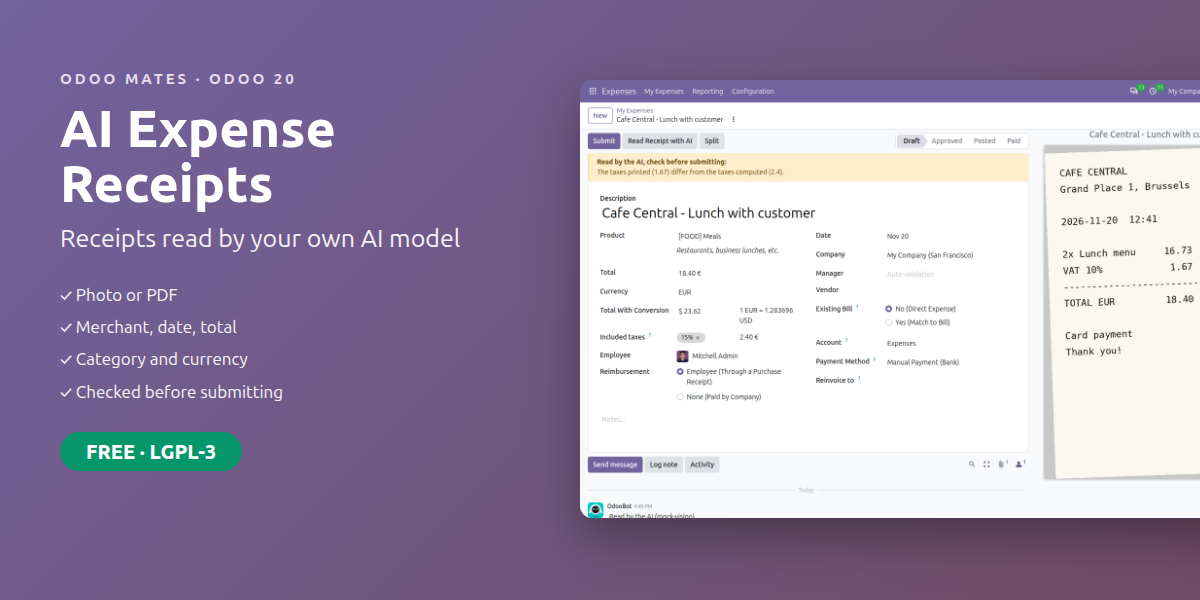 ODOO MATES · ODOO 20
AI Expense
Receipts
Receipts read by your own AI model
✓ Photo or PDF
✓ Merchant, date, total
✓ Category and currency
✓ Checked before submitting
FREE · LGPL-3
Expenses My Expenses Reporting Configuration
New
My Expenses
Cafe Central - Lunch with customer
Submit Read Receipt with AI Split
Draft Approved Posted Paid
Read by the AI, check before submitting:
The taxes printed (1.67) differ from the taxes computed (2.4).
Description
Cafe Central - Lunch with customer
Product [FOOD] Meals
Restaurants, business lunches, etc.
Total 18.40 €
Currency EUR
Total With Conversion $ 23.62 1 EUR = 1.283696
USD
Included taxes ? 15% × 2.40 €
Employee Mitchell Admin
Reimbursement Employee (Through a Purchase
Receipt)
None (Paid by Company)
Notes...
Date Nov 20
Company My Company (San Francisco)
Manager Auto-validation
Vendor
Existing Bill ? No (Direct Expense)
Yes (Match to Bill)
Account ? Expenses
Payment Method ? Manual Payment (Bank)
Reinvoice to ?
Send message Log note Activity
Today
OdooBot
Read by the AI (mock-vision)
My Compa
Cafe Central - Lunch with cu
CAFE CENTRAL
Grand Place 1, Brussels
2026-11-20 12:41
2x Lunch menu 16.73
VAT 10% 1.67
TOTAL EUR 18.40
Card payment
Thank you!